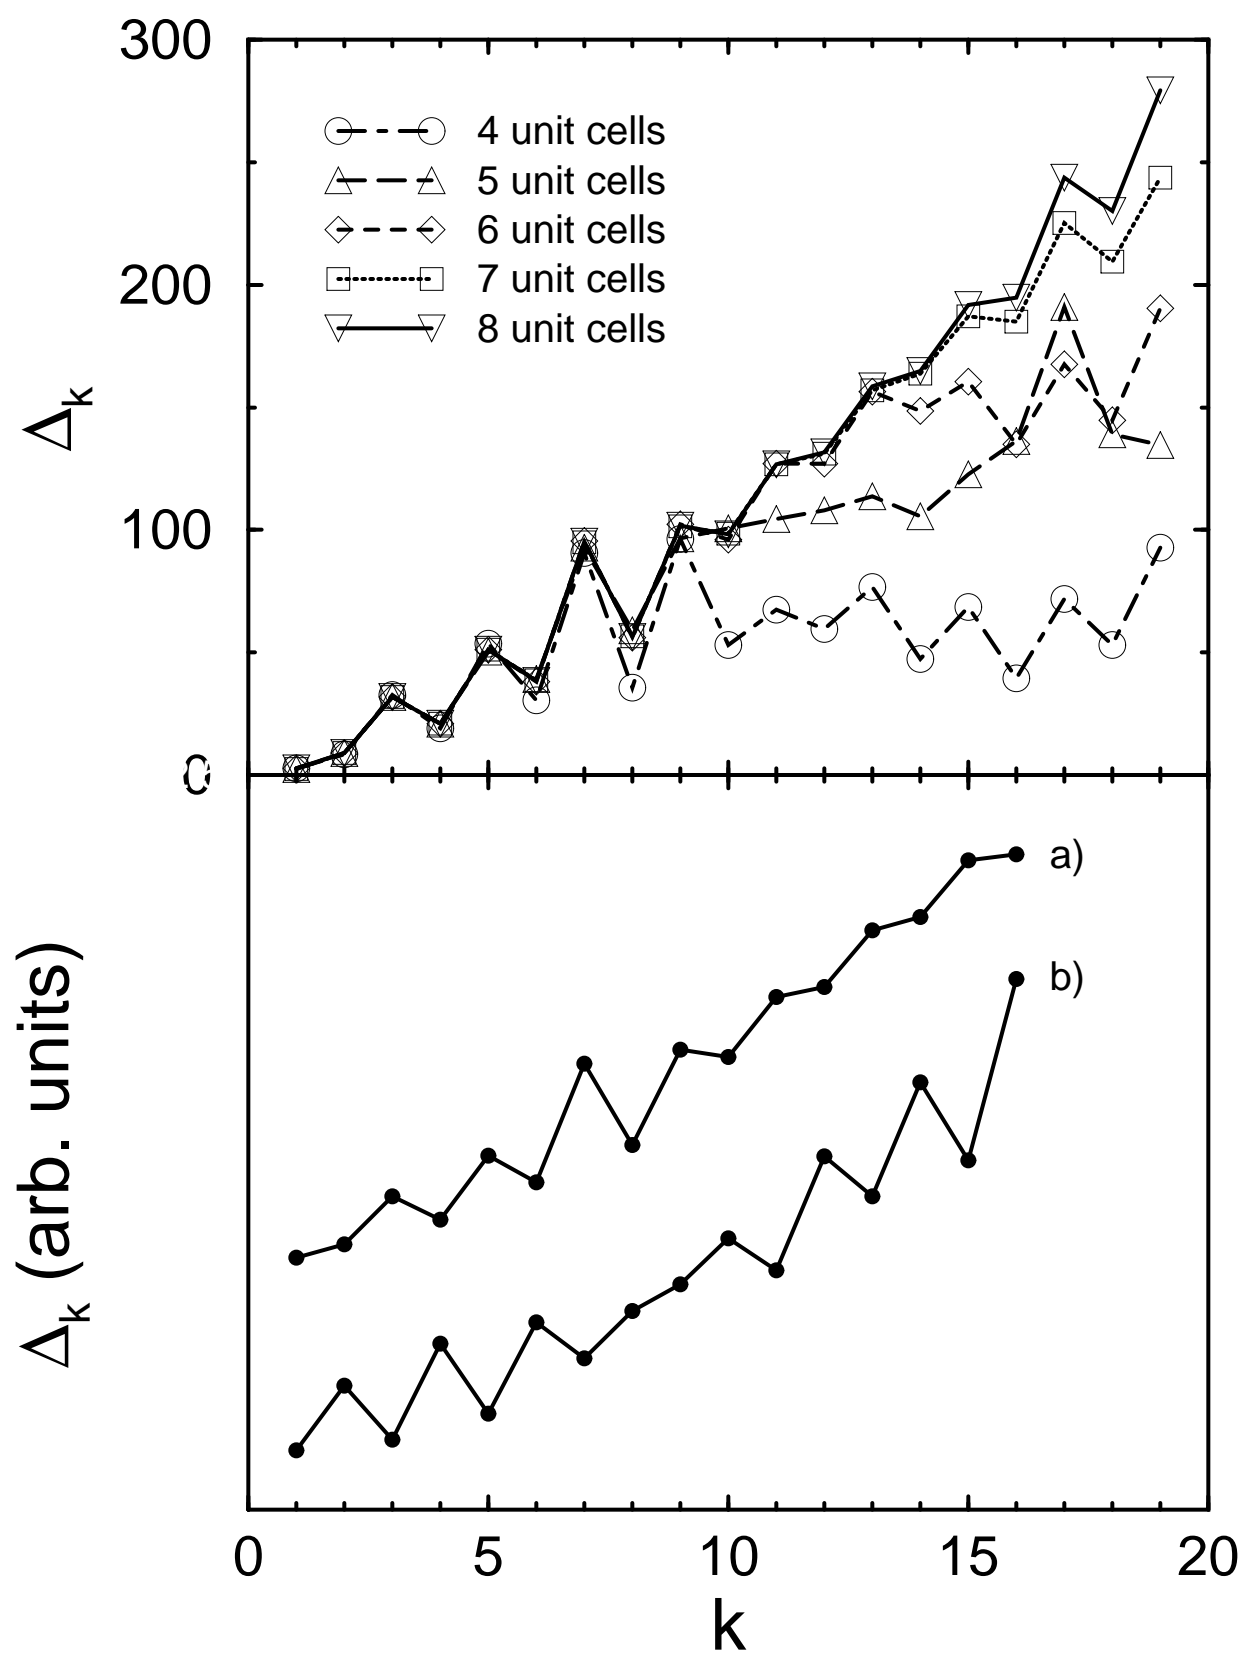 300
200
100
0
Δk
4 unit cells
5 unit cells
6 unit cells
7 unit cells
8 unit cells
Δk (arb. units)
a)
b)
0 5 10 15 20
k